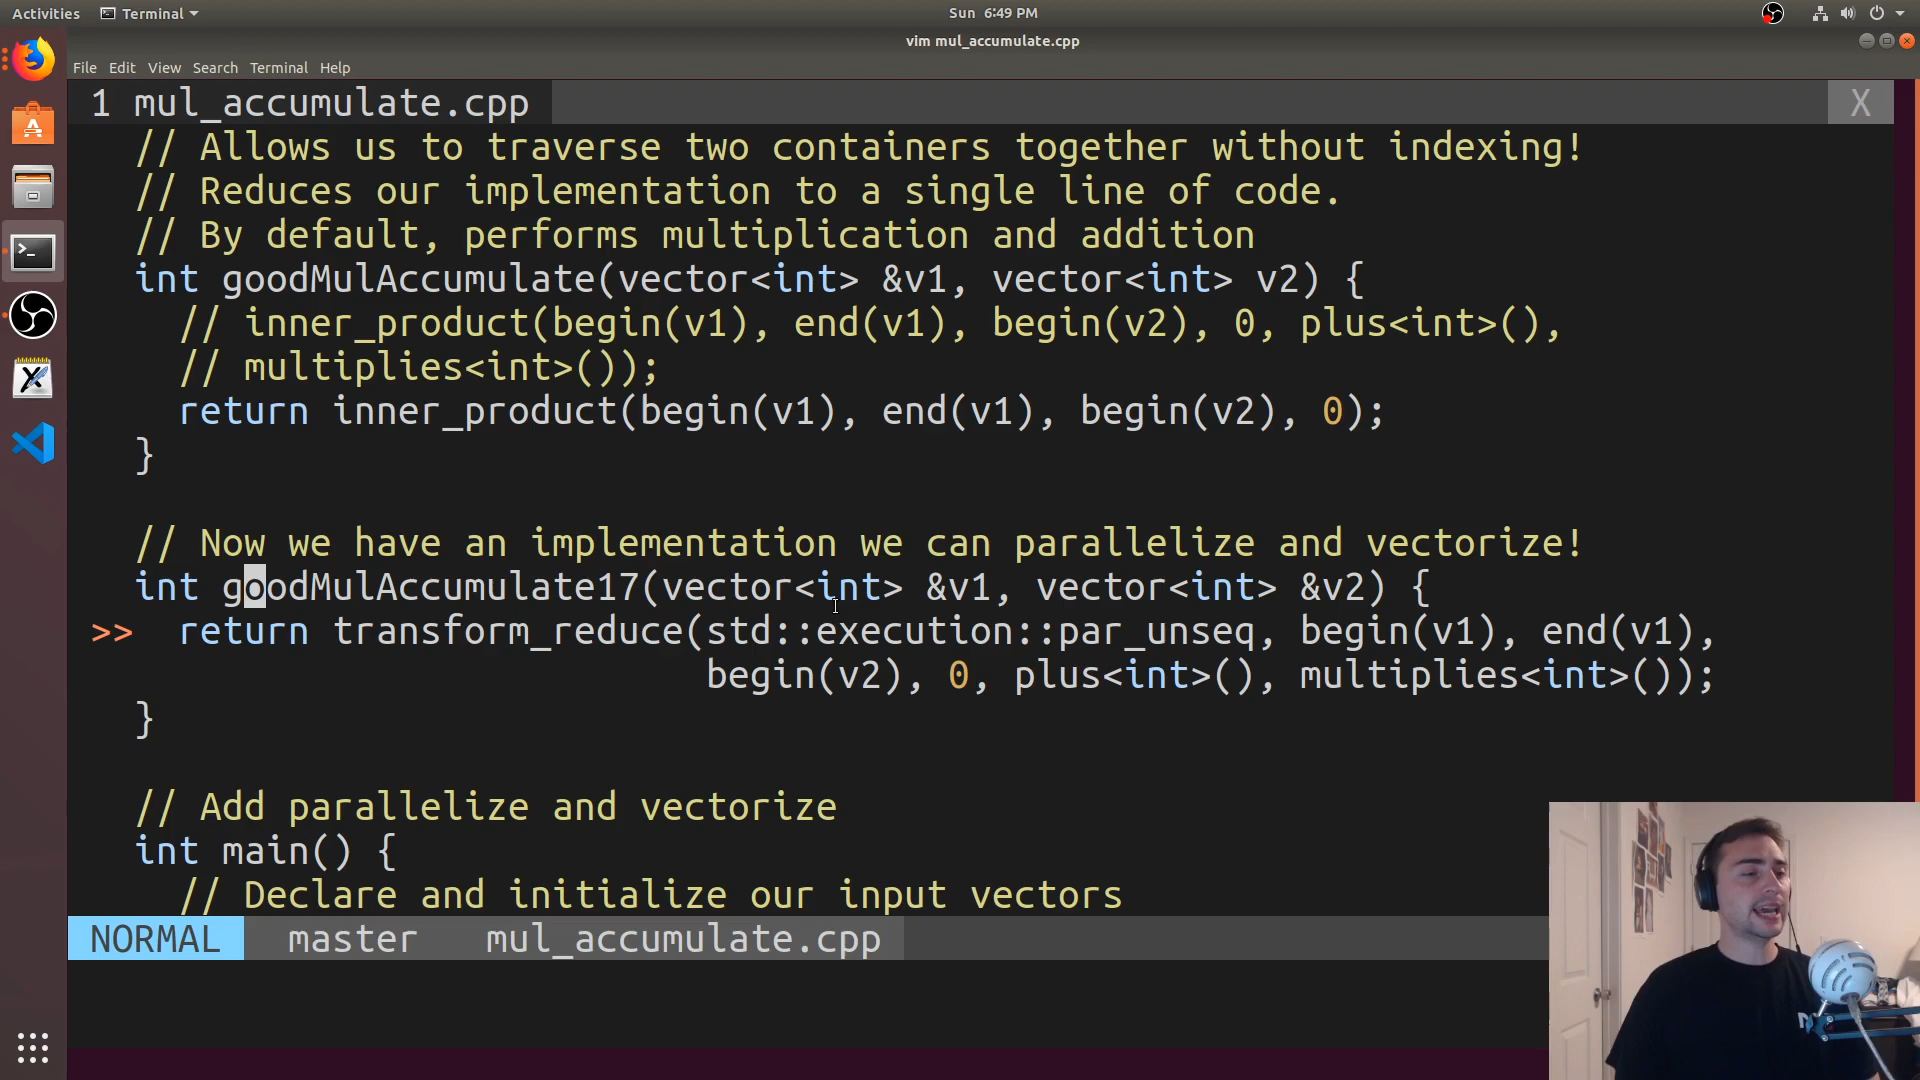 Activities Terminal Sun 6:49 PM
vim mul_accumulate.cpp
File Edit View Search Terminal Help
1 mul_accumulate.cpp X
// Allows us to traverse two containers together without indexing!
// Reduces our implementation to a single line of code.
// By default, performs multiplication and addition
int goodMulAccumulate(vector<int> &v1, vector<int> v2) {
// inner_product(begin(v1), end(v1), begin(v2), 0, plus<int>(),
// multiplies<int>());
return inner_product(begin(v1), end(v1), begin(v2), 0);
}
// Now we have an implementation we can parallelize and vectorize!
int goodMulAccumulate17(vector<int> &v1, vector<int> &v2) {
>> return transform_reduce(std::execution::par_unseq, begin(v1), end(v1),
begin(v2), 0, plus<int>(), multiplies<int>());
}
// Add parallelize and vectorize
int main() {
// Declare and initialize our input vectors
NORMAL master mul_accumulate.cpp